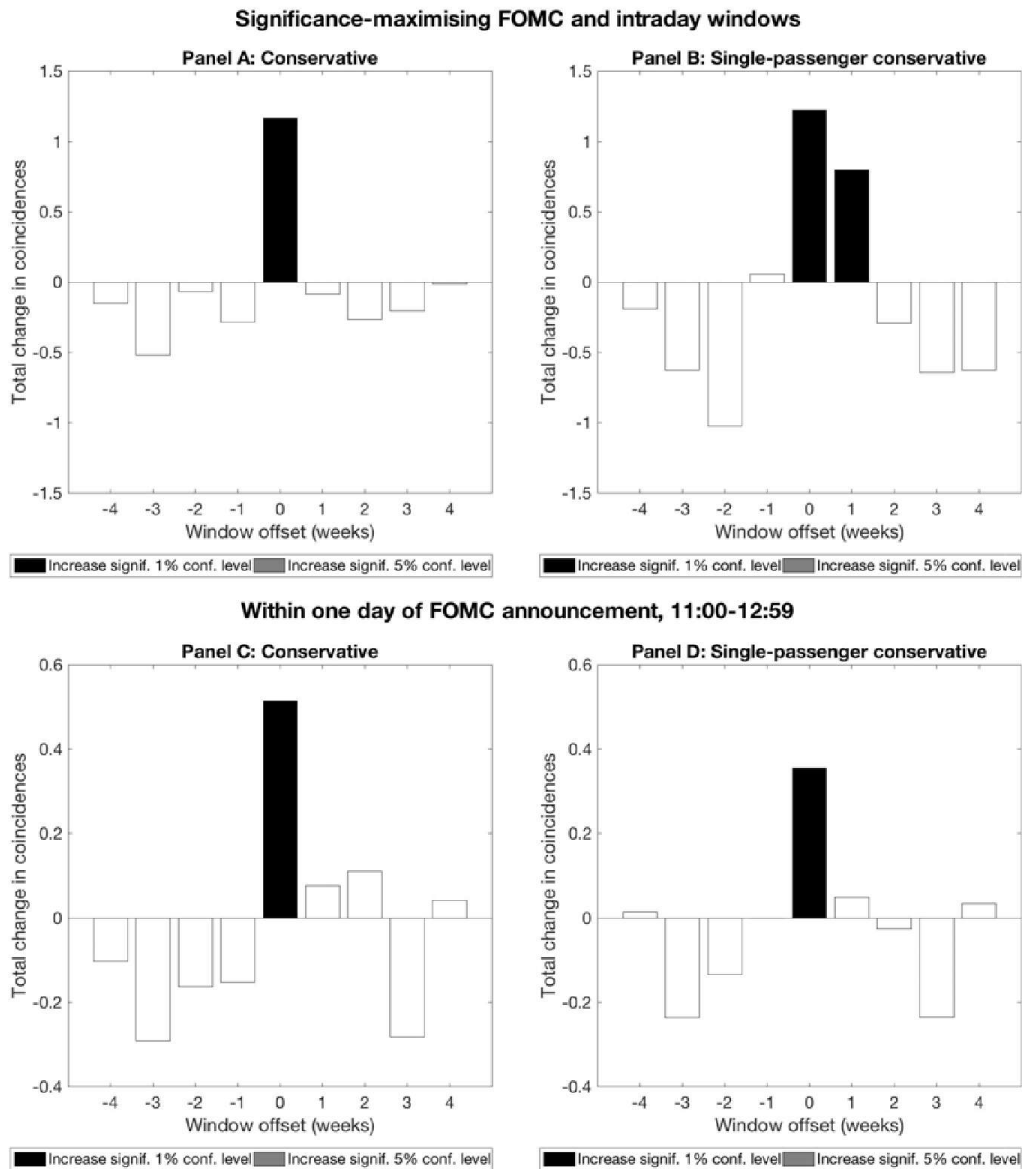 Significance-maximising FOMC and intraday windows
Panel A: Conservative
1.5
1
0.5
0
-0.5
-1
-1.5
Total change in coincidences
-4 -3 -2 -1 0 1 2 3 4
Window offset (weeks)
Increase signif. 1% conf. level Increase signif. 5% conf. level
Panel B: Single-passenger conservative
1.5
1
0.5
0
-0.5
-1
-1.5
Total change in coincidences
-4 -3 -2 -1 0 1 2 3 4
Window offset (weeks)
Increase signif. 1% conf. level Increase signif. 5% conf. level
Within one day of FOMC announcement, 11:00-12:59
Panel C: Conservative
0.6
0.4
0.2
0
-0.2
-0.4
Total change in coincidences
-4 -3 -2 -1 0 1 2 3 4
Window offset (weeks)
Increase signif. 1% conf. level Increase signif. 5% conf. level
Panel D: Single-passenger conservative
0.6
0.4
0.2
0
-0.2
-0.4
Total change in coincidences
-4 -3 -2 -1 0 1 2 3 4
Window offset (weeks)
Increase signif. 1% conf. level Increase signif. 5% conf. level